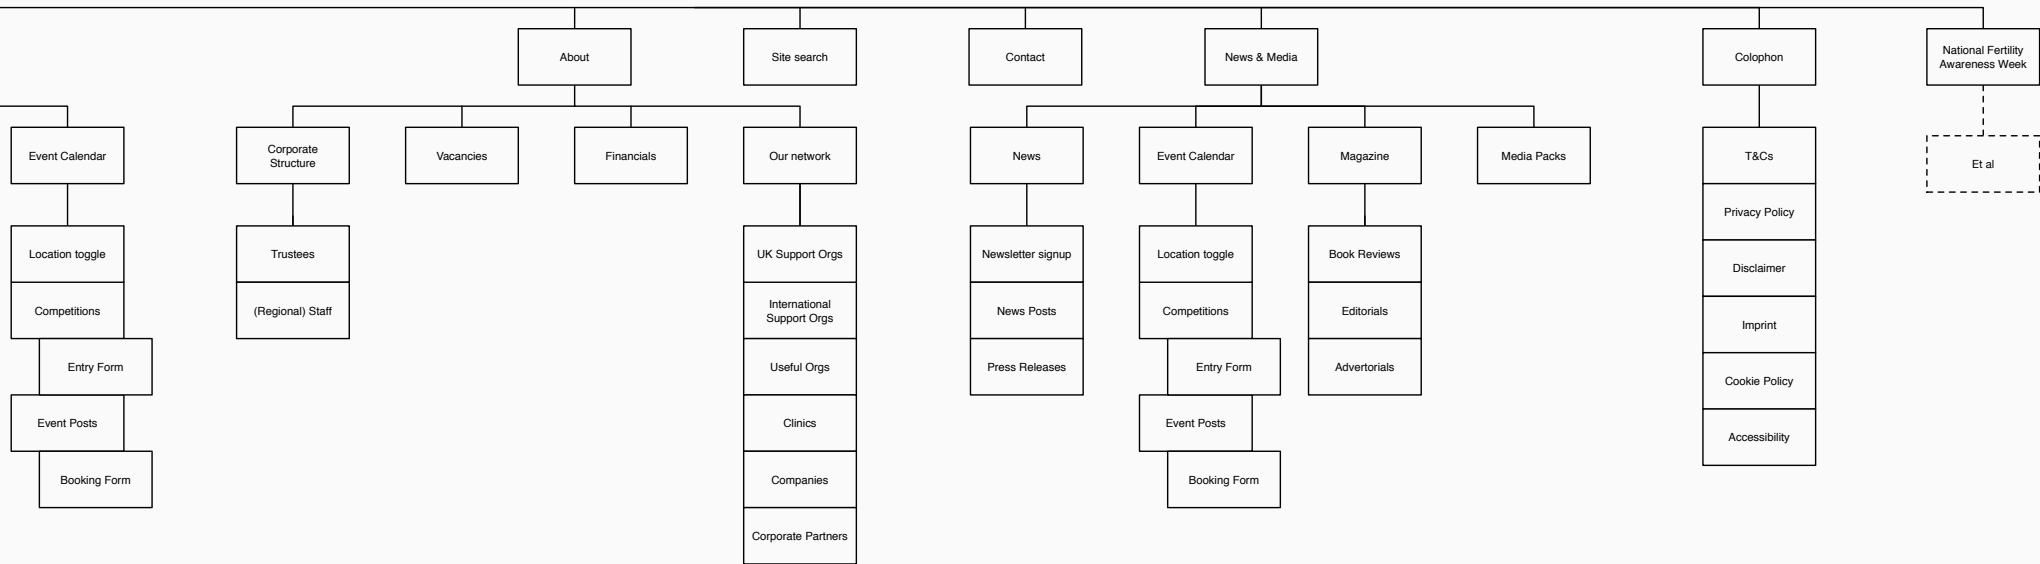 About
Site search
Contact
News & Media
Colophon
National Fertility
Awareness Week
Event Calendar
Corporate
Structure
Vacancies
Financials
Our network
News
Event Calendar
Magazine
Media Packs
T&Cs
Et al
Privacy Policy
Location toggle
Trustees
UK Support Orgs
Newsletter signup
Location toggle
Book Reviews
Disclaimer
Competitions
(Regional) Staff
International
Support Orgs
News Posts
Competitions
Editorials
Imprint
Entry Form
Useful Orgs
Press Releases
Entry Form
Advertorials
Cookie Policy
Event Posts
Clinics
Event Posts
Accessibility
Booking Form
Companies
Booking Form
Corporate Partners